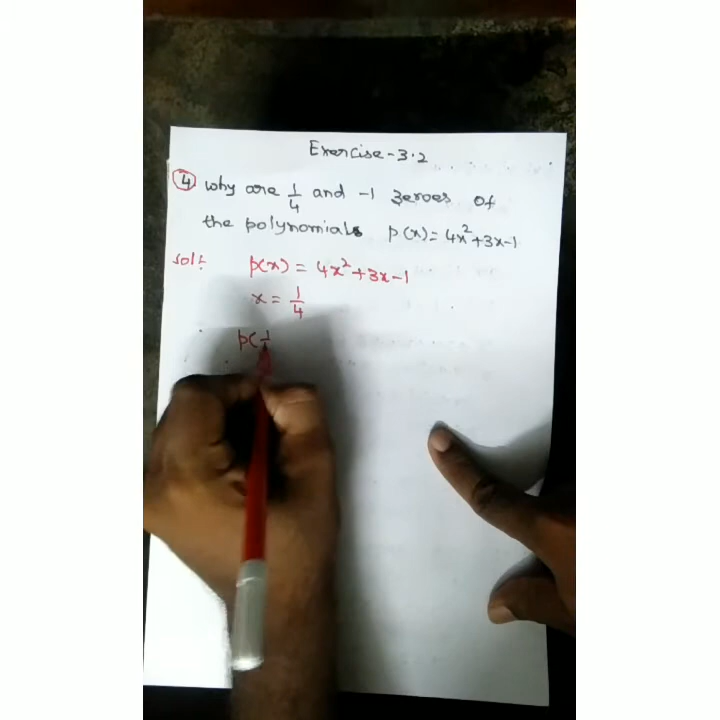 Exercise-3.2
4 why are 1/4 and -1 zeroes of
the polynomials p(x)=4x²+3x-1
sol: p(x) = 4x²+3x-1
x = 1/4
p(1